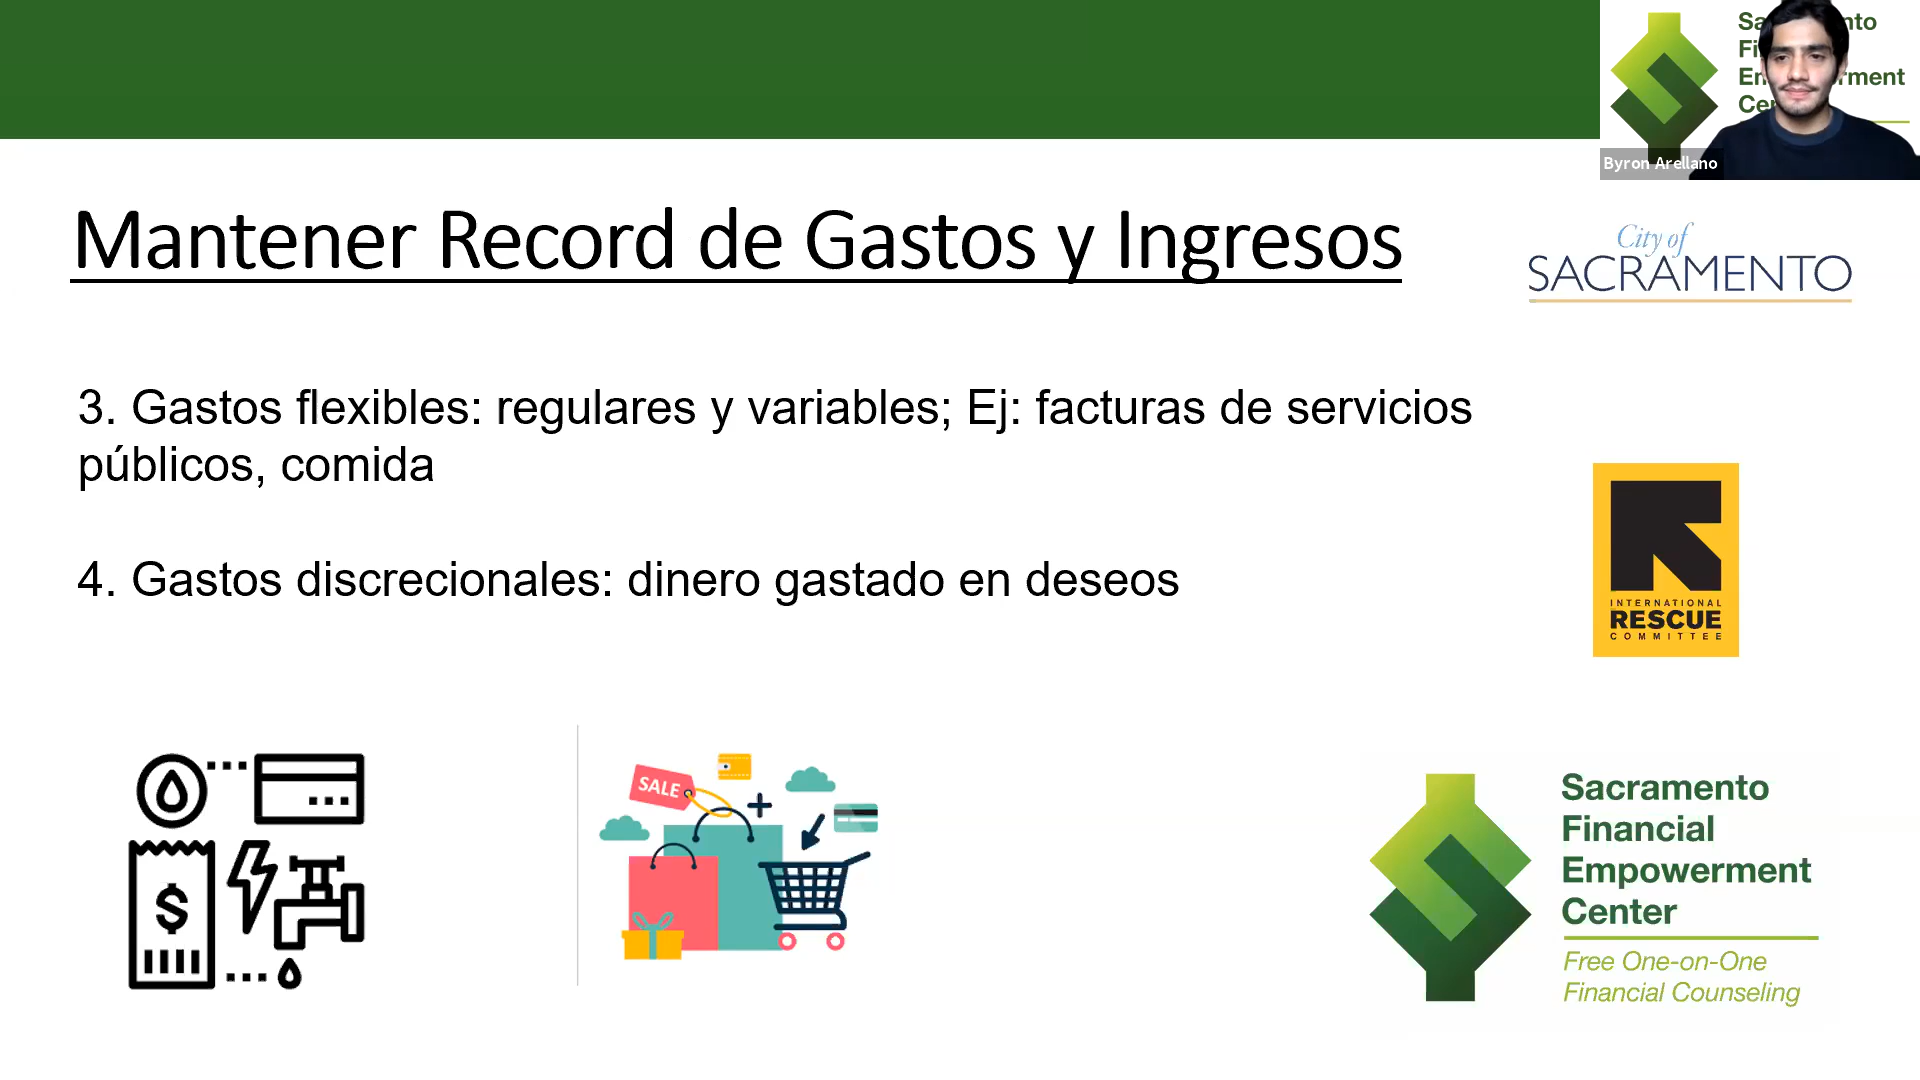 Byron Arellano
Mantener Record de Gastos y Ingresos
City of
SACRAMENTO
3. Gastos flexibles: regulares y variables; Ej: facturas de servicios
públicos, comida
4. Gastos discrecionales: dinero gastado en deseos
INTERNATIONAL
RESCUE
COMMITTEE
SALE
$
Sacramento
Financial
Empowerment
Center
Free One-on-One
Financial Counseling